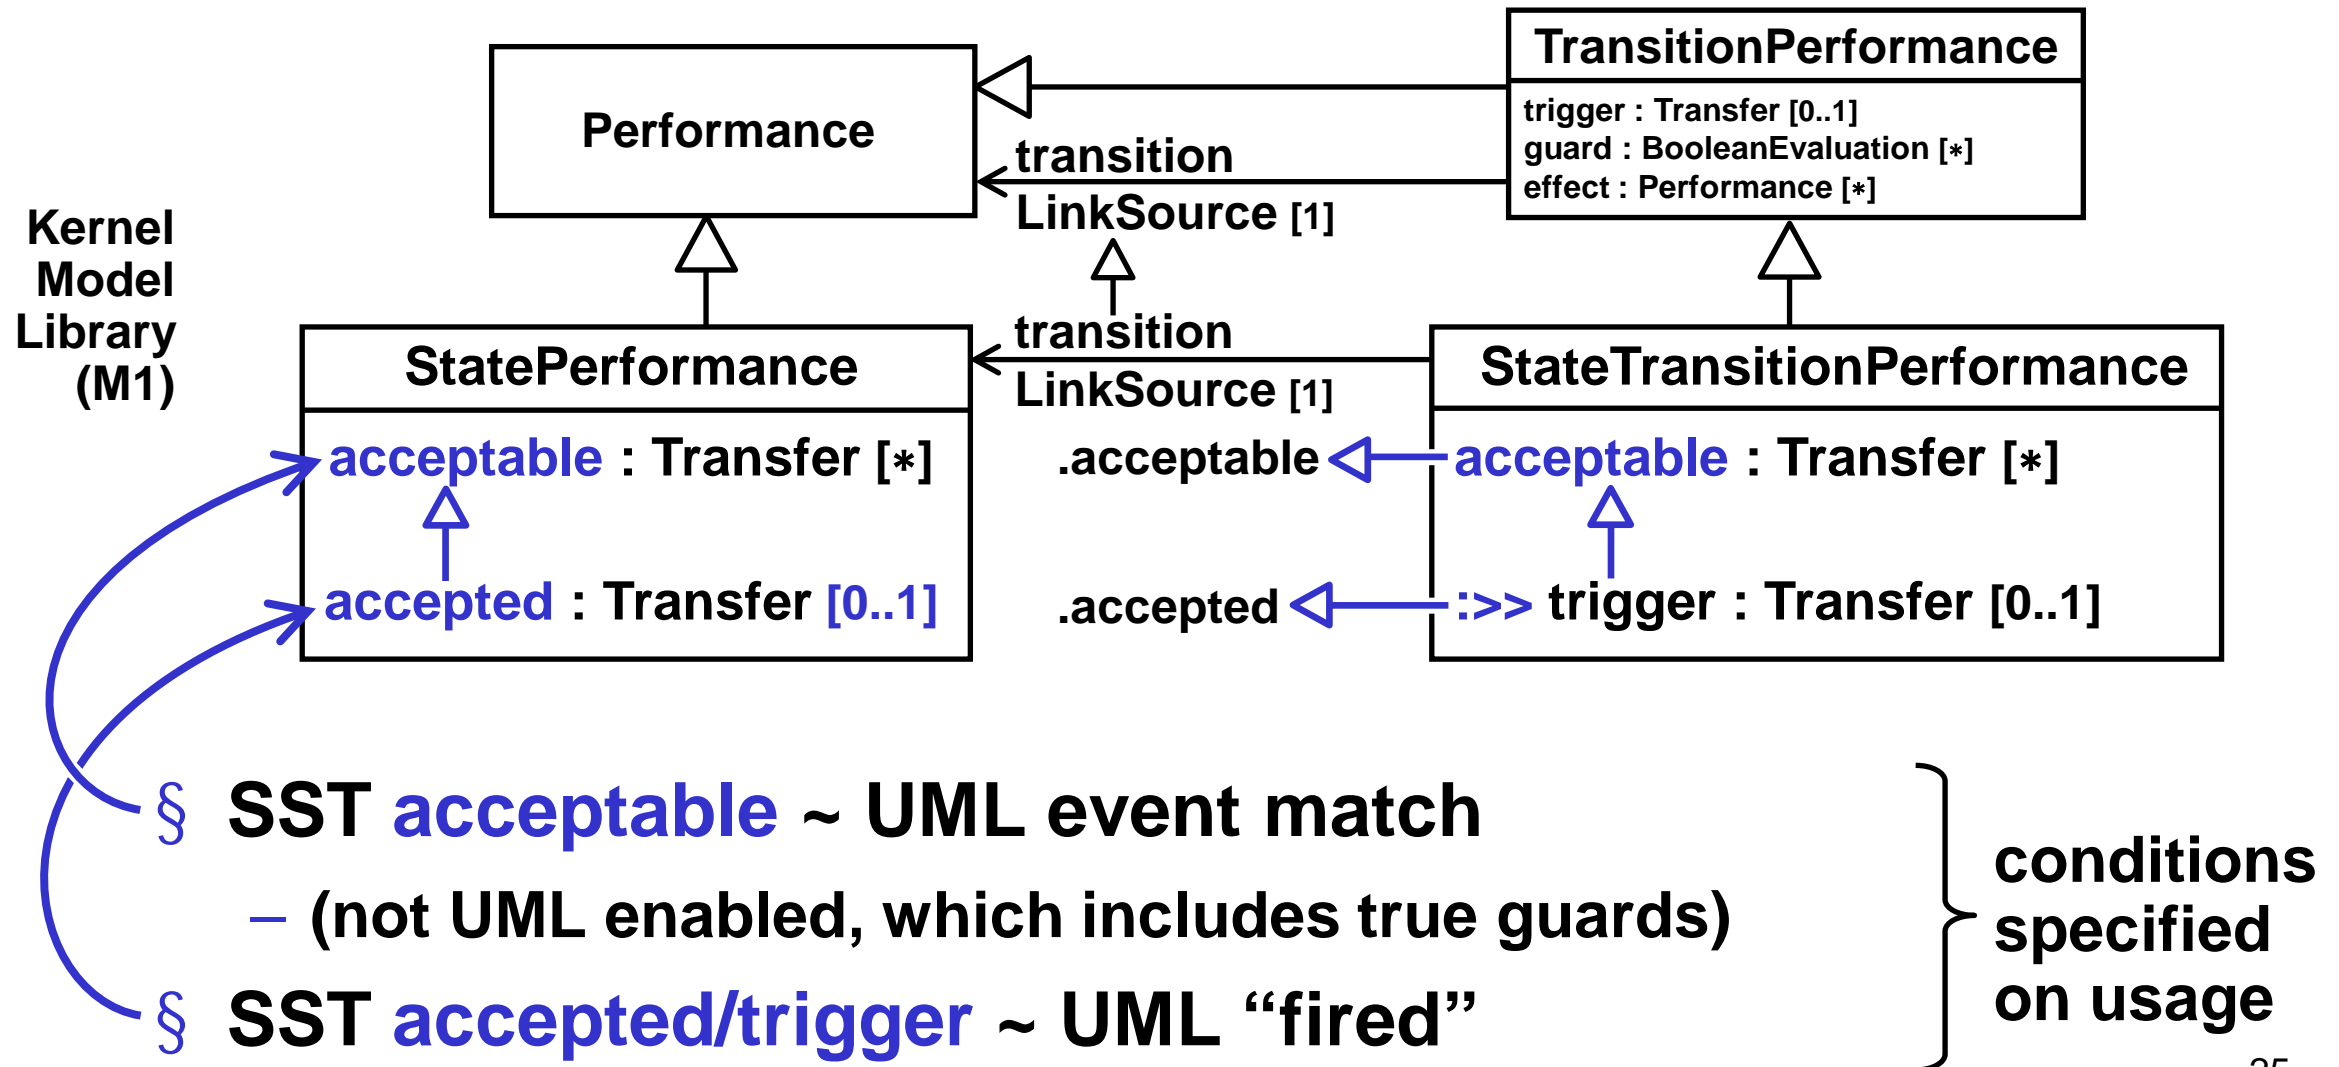 TransitionPerformance
trigger : Transfer [0..1]
guard : BooleanEvaluation [*]
effect : Performance [*]
Performance
transition
LinkSource [1]
Kernel
Model
Library
(M1)
StatePerformance
acceptable : Transfer [*]
accepted : Transfer [0..1]
transition
LinkSource [1]
.acceptable
.accepted
StateTransitionPerformance
acceptable : Transfer [*]
:>> trigger : Transfer [0..1]
§ SST acceptable ~ UML event match
– (not UML enabled, which includes true guards)
§ SST accepted/trigger ~ UML “fired”
conditions
specified
on usage